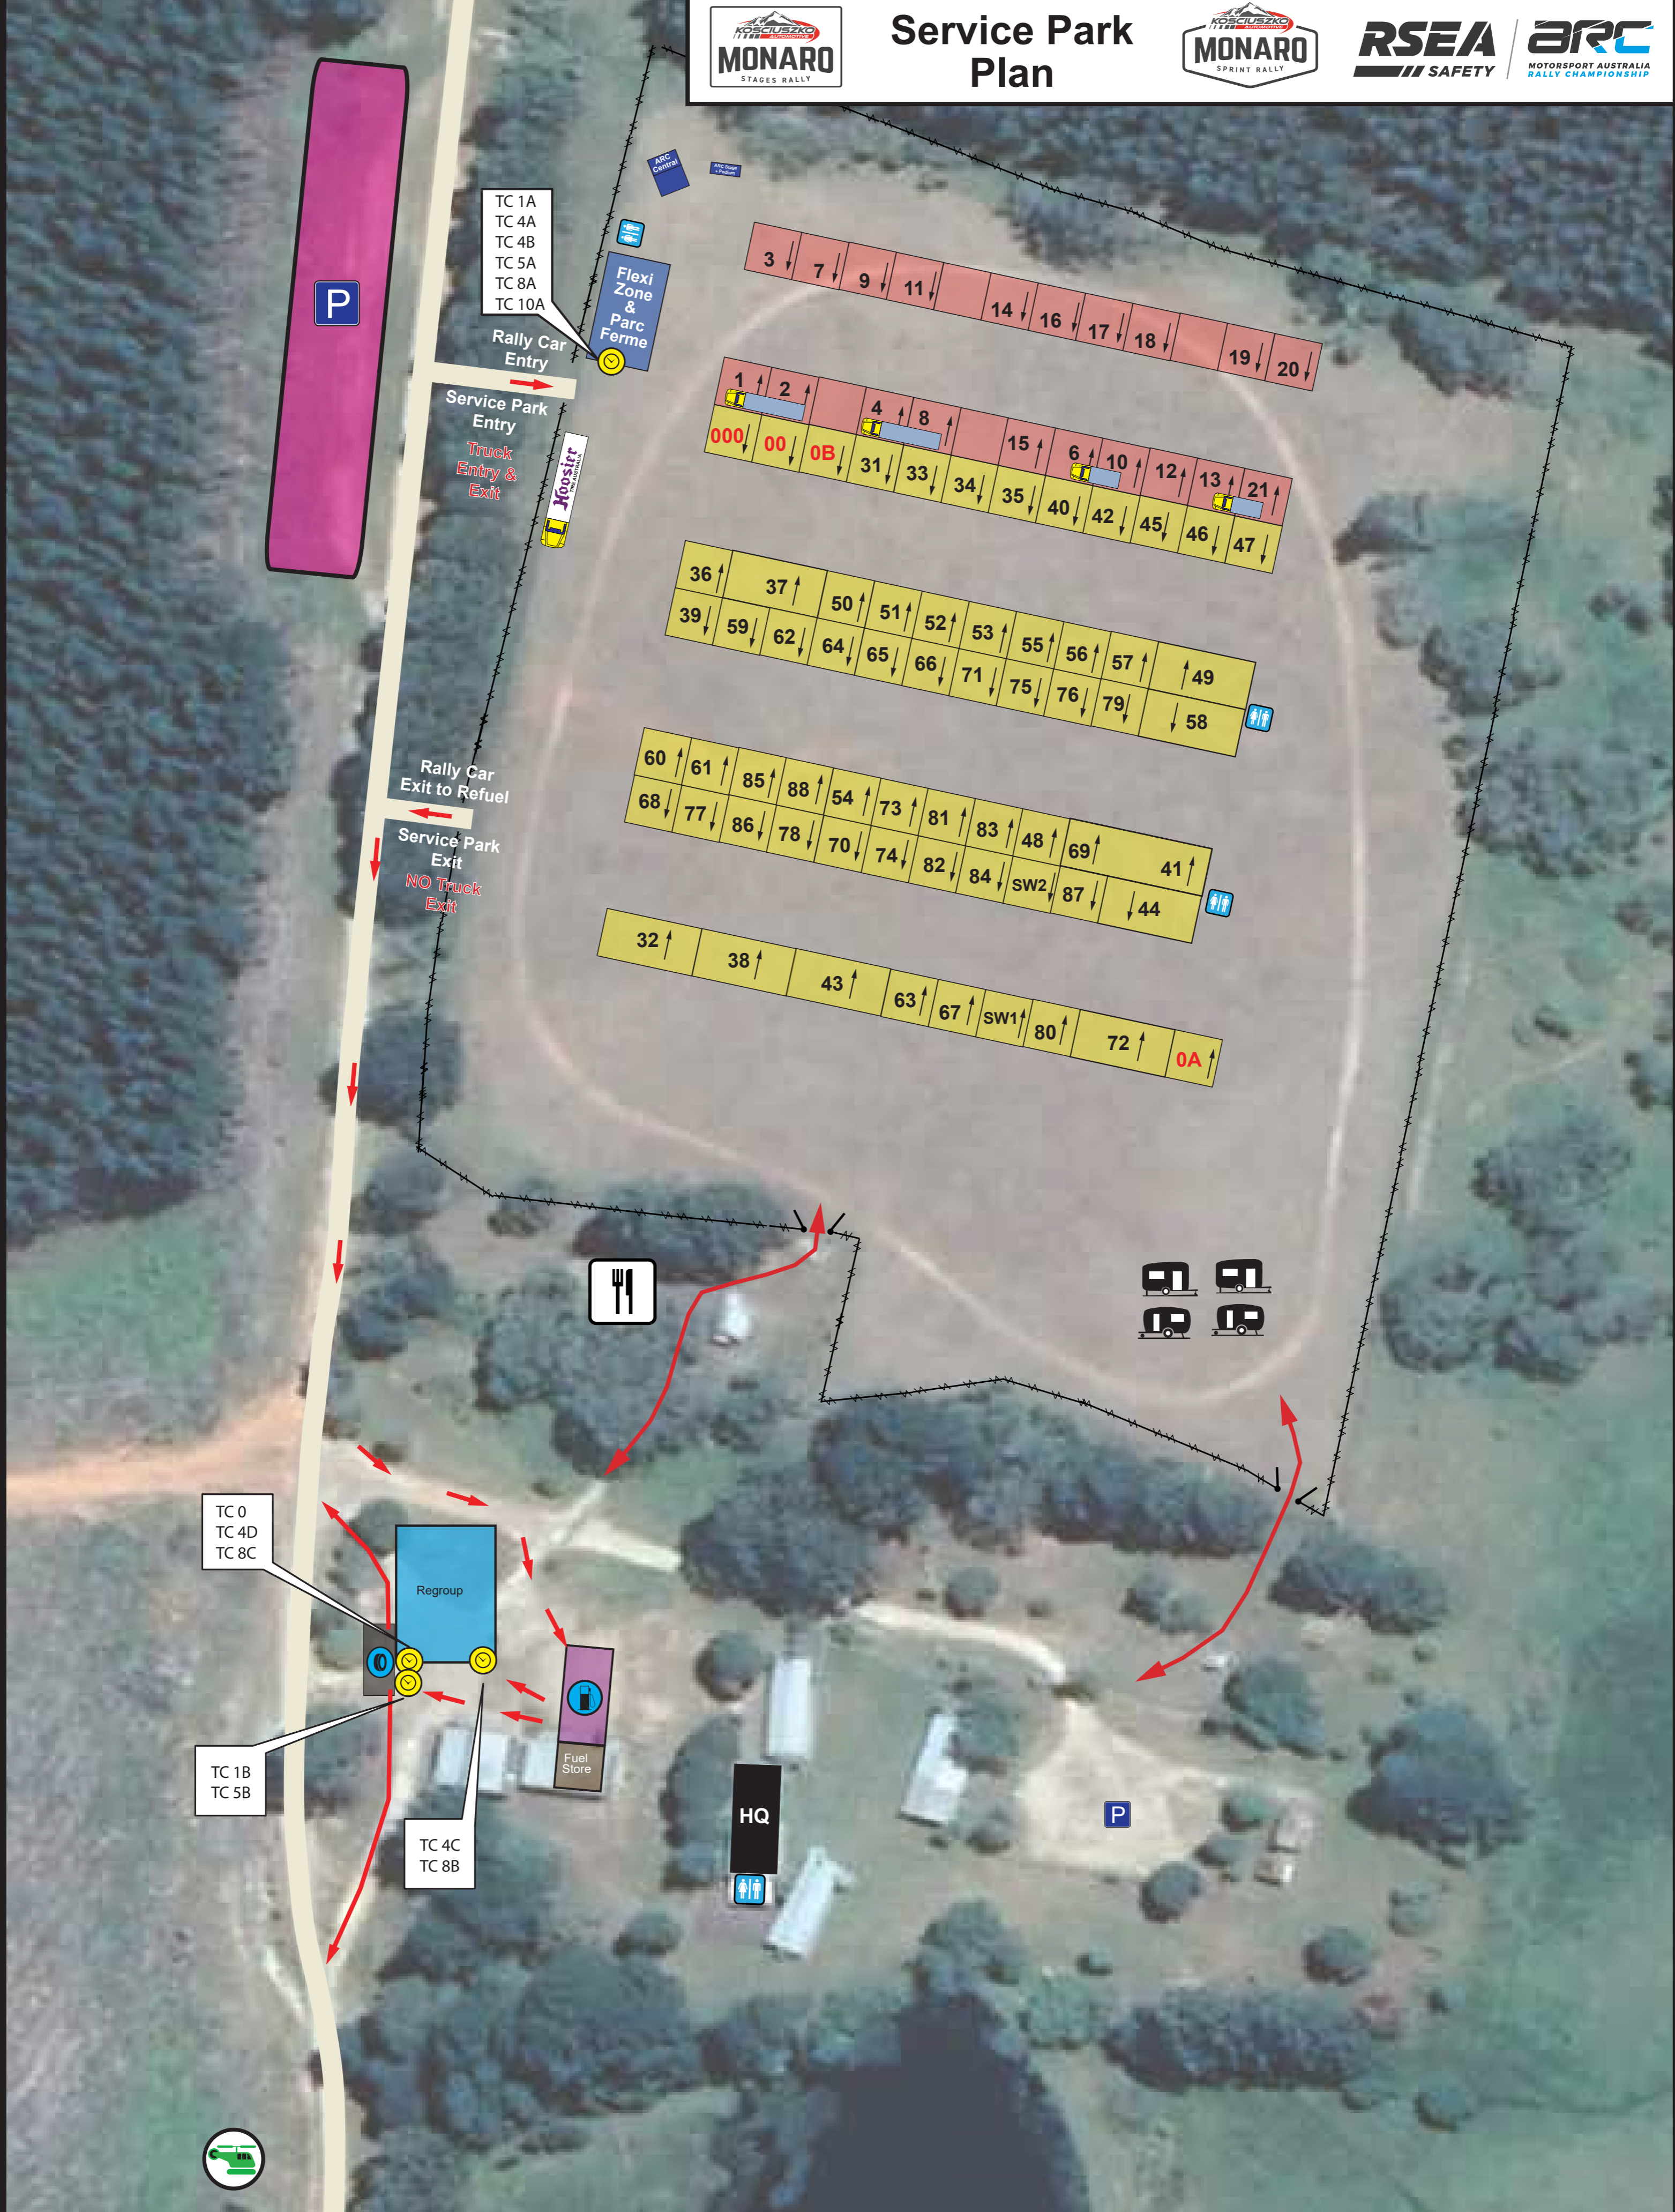 KOSCIUSZKO
AUTOMOTIVE
MONARO
STAGES RALLY
Service Park
Plan
KOSCIUSZKO
AUTOMOTIVE
MONARO
SPRINT RALLY
RSEA
SAFETY
ARC
MOTORSPORT AUSTRALIA
RALLY CHAMPIONSHIP
ARC
Central
ARC Stage
+ Podium
TC 1A
TC 4A
TC 4B
TC 5A
TC 8A
TC 10A
Flexi
Zone
&
Parc
Ferme
P
Rally Car
Entry
Service Park
Entry
Truck
Entry &
Exit
Hoosier
TIRE AUSTRALIA
3 7 9 11 14 16 17 18 19 20
1 2 4 8 15 6 10 12 13 21
000 00 0B 31 33 34 35 40 42 45 46 47
36 37 50 51 52 53 55 56 57 49
39 59 62 64 65 66 71 75 76 79 58
60 61 85 88 54 73 81 83 48 69 41
68 77 86 78 70 74 82 84 SW2 87 44
32 38 43 63 67 SW1 80 72 0A
Rally Car
Exit to Refuel
Service Park
Exit
NO Truck
Exit
TC 0
TC 4D
TC 8C
Regroup
TC 1B
TC 5B
TC 4C
TC 8B
Fuel
Store
HQ
P